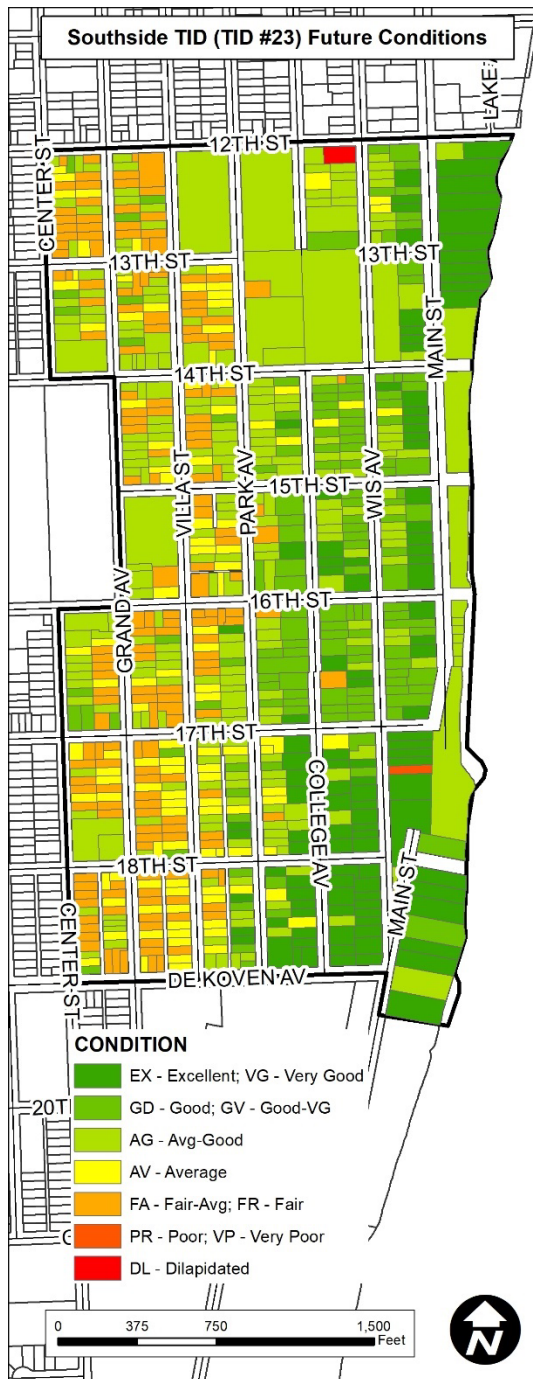 Southside TID (TID #23) Future Conditions
LAKE A
12TH ST
CENTER ST
13TH ST
13TH ST
MAIN ST
14TH ST
VILLA ST
PARK AV
WIS AV
15TH ST
16TH ST
GRAND AV
17TH ST
COLLEGE AV
18TH ST
MAIN ST
CENTER ST
DE KOVEN AV
CONDITION
EX - Excellent; VG - Very Good
GD - Good; GV - Good-VG
20T
AG - Avg-Good
AV - Average
FA - Fair-Avg; FR - Fair
PR - Poor; VP - Very Poor
DL - Dilapidated
0 375 750 1,500
Feet
N